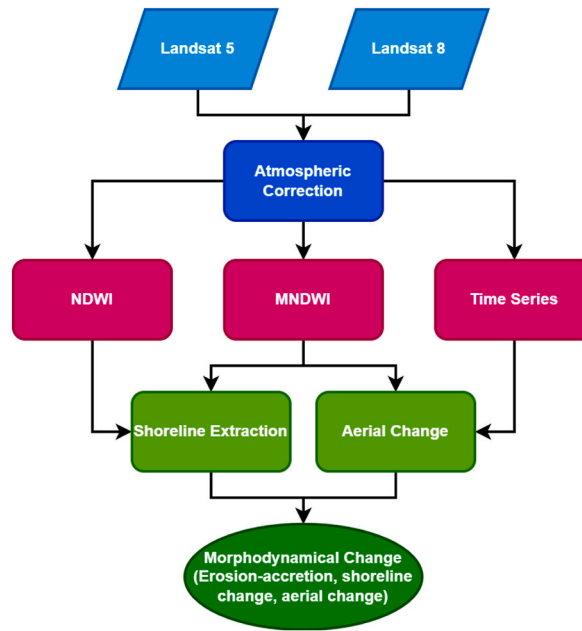 Landsat 5
Landsat 8
Atmospheric
Correction
NDWI
MNDWI
Time Series
Shoreline Extraction
Aerial Change
Morphodynamical Change
(Erosion-accretion, shoreline
change, aerial change)